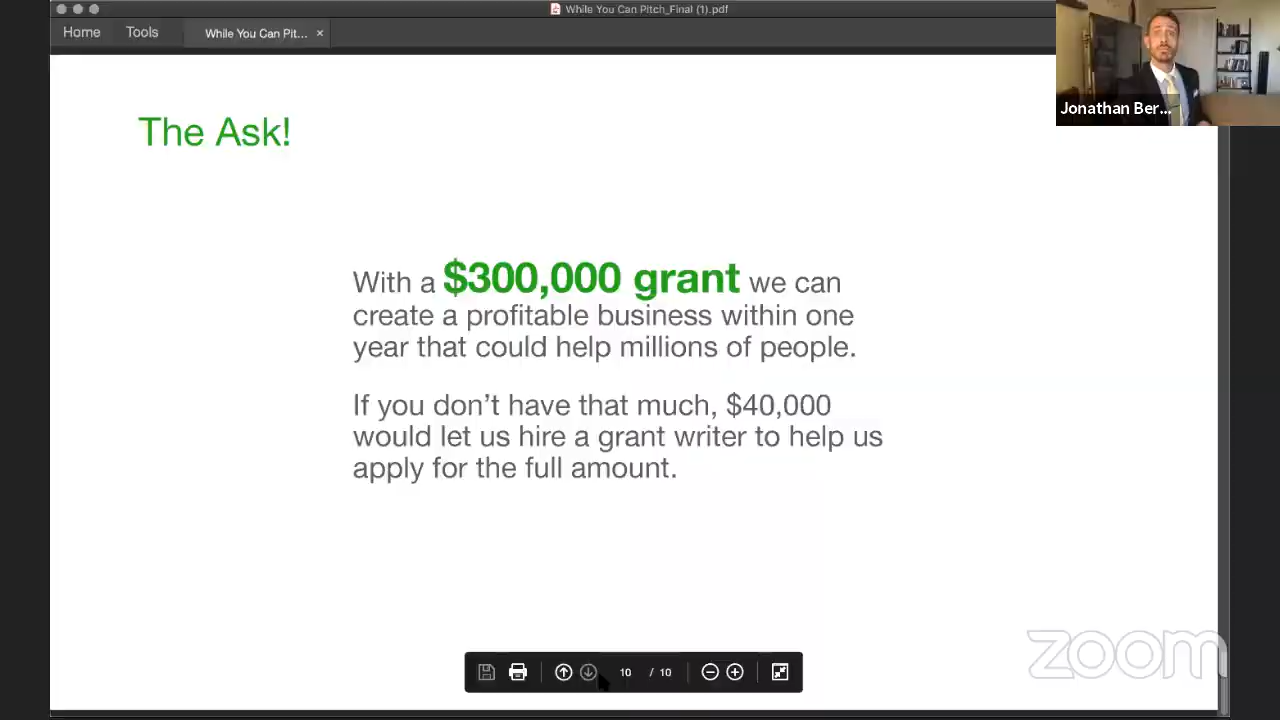 While You Can Pitch_Final (1).pdf
Home Tools While You Can Pit... ×
Jonathan Ber...
The Ask!
With a $300,000 grant we can
create a profitable business within one
year that could help millions of people.
If you don’t have that much, $40,000
would let us hire a grant writer to help us
apply for the full amount.
10 / 10
zoom